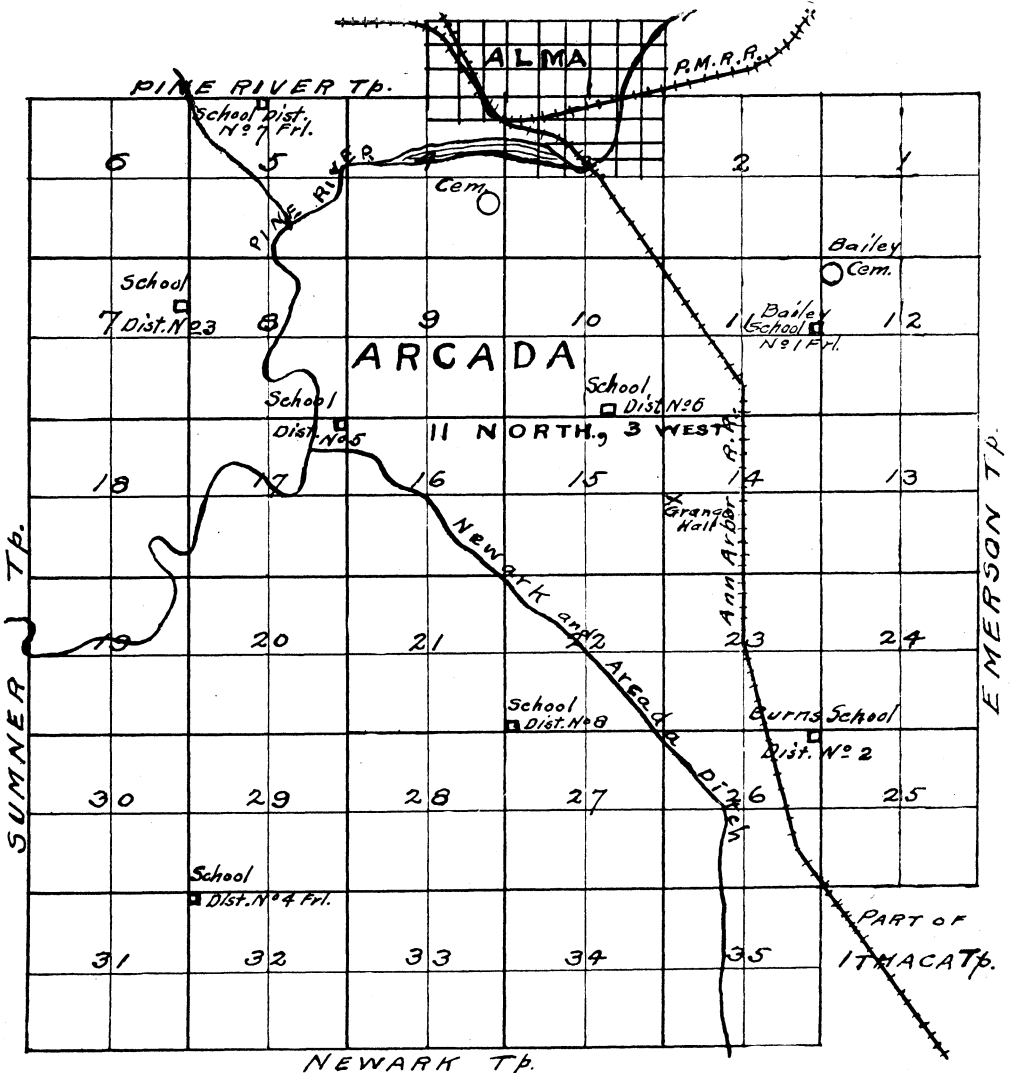 ALMA
P.M.R.R.
PINE RIVER Tp.
School Dist.
No 7 Frl.
6
5
4
2
1
PINE RIVER
Cem.
Bailey
Cem.
School
7 Dist. No 3
8
9
10
11
12
Bailey
School
No 1 Frl.
ARCADA
School
Dist. No 5
School
Dist No 6
11 NORTH, 3 WEST
18
17
16
15
14
13
Grange
Hall
Ann Arbor R.R.
EMERSON Tp.
SUMNER Tp.
Newark and Arcada Ditch
19
20
21
22
23
24
School
Dist. No 8
Burns School
Dist. No 2
30
29
28
27
26
25
School
Dist. No 4 Frl.
PART OF
ITHACA Tp.
31
32
33
34
35
NEWARK Tp.